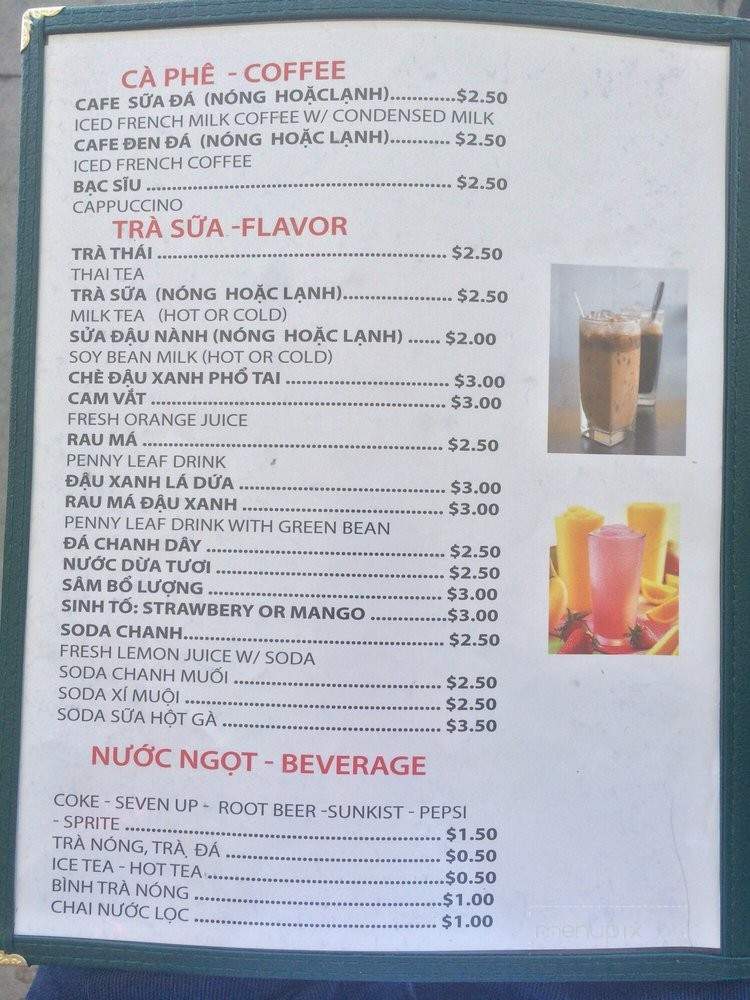 CÀ PHÊ - COFFEE
CAFE SỮA ĐÁ (NÓNG HOẶCLẠNH)............$2.50
ICED FRENCH MILK COFFEE W/ CONDENSED MILK
CAFE ĐEN ĐÁ (NÓNG HOẶC LẠNH)........... $2.50
ICED FRENCH COFFEE
BẠC SĨU ........................................................ $2.50
CAPPUCCINO
TRÀ SỮA -FLAVOR
TRÀ THÁI ..................................................... $2.50
THAI TEA
TRÀ SỮA (NÓNG HOẶC LẠNH).................... $2.50
MILK TEA (HOT OR COLD)
SỬA ĐẬU NÀNH (NÓNG HOẶC LẠNH) ...... $2.00
SOY BEAN MILK (HOT OR COLD)
CHÈ ĐẬU XANH PHỔ TAI .............................. $3.00
CAM VẮT ...................................................... $3.00
FRESH ORANGE JUICE
RAU MÁ ....................................................... $2.50
PENNY LEAF DRINK
ĐẬU XANH LÁ DỨA ...................................... $3.00
RAU MÁ ĐẬU XANH ..................................... $3.00
PENNY LEAF DRINK WITH GREEN BEAN
ĐÁ CHANH DÂY ............................................ $2.50
NƯỚC DỪA TƯƠI .......................................... $2.50
SÂM BỔ LƯỢNG ........................................... $3.00
SINH TỐ: STRAWBERY OR MANGO ..............$3.00
SODA CHANH................................................ $2.50
FRESH LEMON JUICE W/ SODA
SODA CHANH MUỐI ...................................... $2.50
SODA XÍ MUỘI .............................................. $2.50
SODA SỮA HỘT GÀ ........................................ $3.50
NƯỚC NGỌT - BEVERAGE
COKE - SEVEN UP - ROOT BEER -SUNKIST - PEPSI
- SPRITE ......................................................... $1.50
TRÀ NÓNG, TRÀ ĐÁ ........................................ $0.50
ICE TEA - HOT TEA ...........................................$0.50
BÌNH TRÀ NÓNG .............................................$1.00
CHAI NƯỚC LỌC ............................................ $1.00
menupix